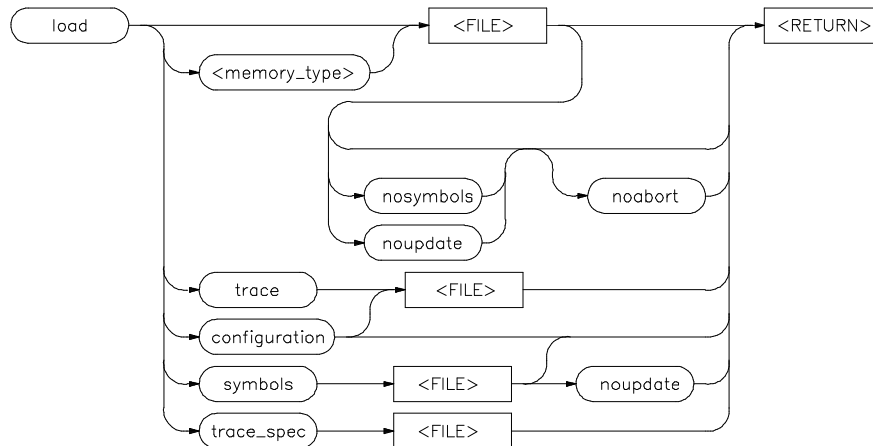 load
<FILE>
<RETURN>
<memory_type>
nosymbols
noabort
noupdate
trace
<FILE>
configuration
symbols
<FILE>
noupdate
trace_spec
<FILE>